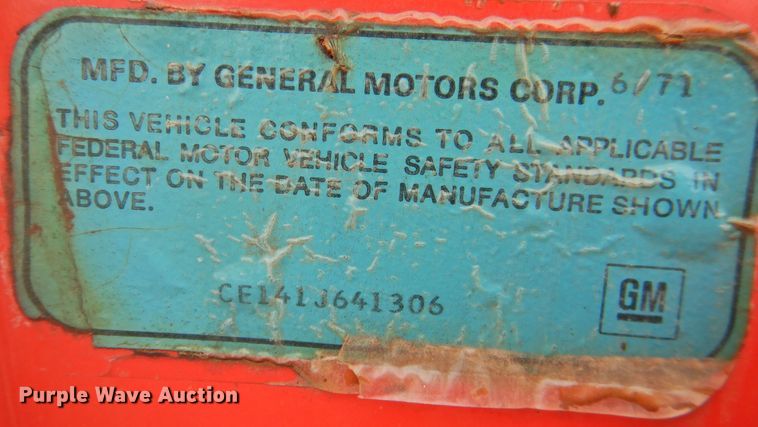 MFD. BY GENERAL MOTORS CORP. 6/71
THIS VEHICLE CONFORMS TO ALL APPLICABLE
FEDERAL MOTOR VEHICLE SAFETY STANDARDS IN
EFFECT ON THE DATE OF MANUFACTURE SHOWN
ABOVE.
CE141J641306
GM
Purple Wave Auction®